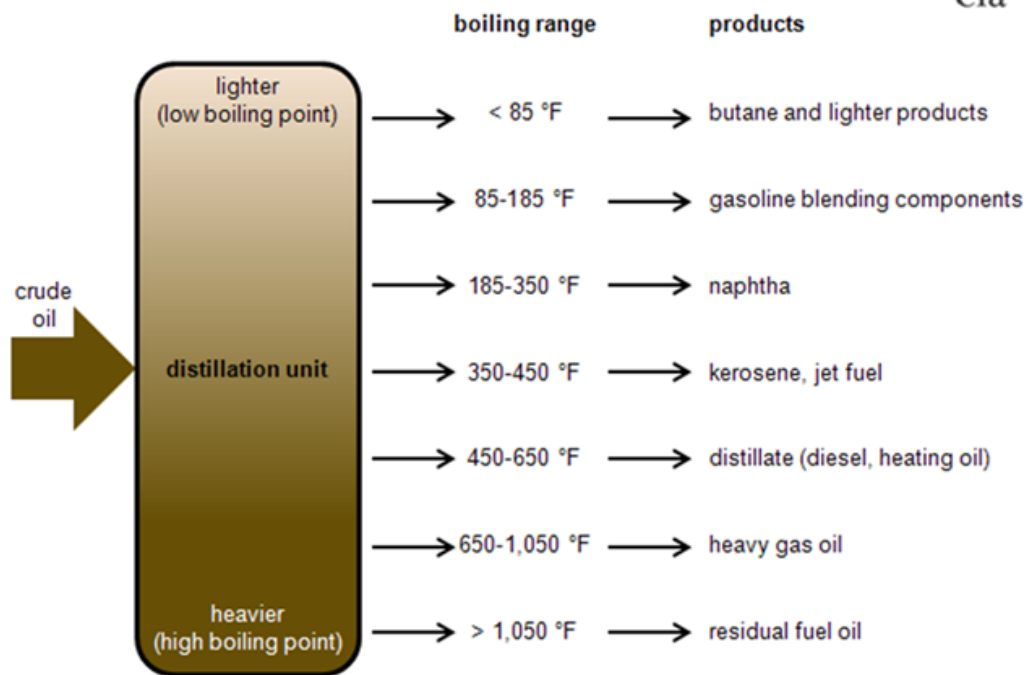 boiling range
products
lighter
(low boiling point)
< 85 °F
butane and lighter products
85-185 °F
gasoline blending components
185-350 °F
naphtha
crude
oil
distillation unit
350-450 °F
kerosene, jet fuel
450-650 °F
distillate (diesel, heating oil)
650-1,050 °F
heavy gas oil
heavier
(high boiling point)
> 1,050 °F
residual fuel oil